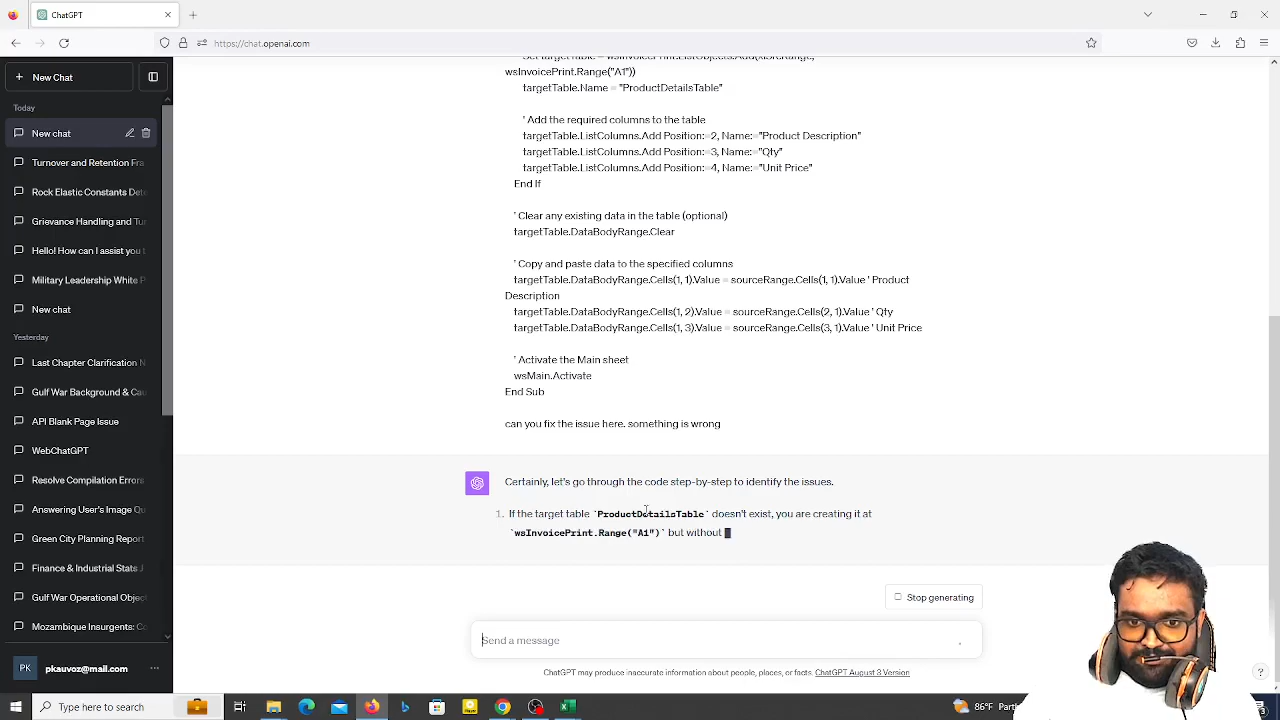 ChatGPT
https://chat.openai.com
New Chat
Today
New chat
Turnover and Retention Fra
Rock Elastic Constants Dete
Grievance Handling and Tur
Hello! How can I assist you t
Military Leadership White P
New chat
Yesterday
Last Chapter Clarification N
Gulf War Background & Cau
API Blank Page Issue
WebChatGPT
Resolve Compilation Errors
Answering User's Image Qu
Green City Planning Report
Finance & Industrial Stats J
Gulf War Operational Object
Mozambique Insurgents: Co
PK
pkauvoz@mail.com
wsInvoicePrint.Range("A1"))
targetTable.Name = "ProductDetailsTable"
' Add the required columns to the table
targetTable.ListColumns.Add Position:=2, Name:="Product Description"
targetTable.ListColumns.Add Position:=3, Name:="Qty"
targetTable.ListColumns.Add Position:=4, Name:="Unit Price"
End If
' Clear any existing data in the table (optional)
targetTable.DataBodyRange.Clear
' Copy and paste data to the specified columns
targetTable.DataBodyRange.Cells(1, 1).Value = sourceRange.Cells(1, 1).Value ' Product
Description
targetTable.DataBodyRange.Cells(1, 2).Value = sourceRange.Cells(2, 1).Value ' Qty
targetTable.DataBodyRange.Cells(1, 3).Value = sourceRange.Cells(3, 1).Value ' Unit Price
' Activate the Main sheet
wsMain.Activate
End Sub
can you fix the issue here. something is wrong
Certainly, let's go through the code step-by-step to identify the issues.
1. If the target table `ProductDetailsTable` doesn't exist, you are creating it at
`wsInvoicePrint.Range("A1")` but without
Stop generating
Send a message
ChatGPT may produce inaccurate information about people, places, or facts. ChatGPT August 3 Version
?
Type here to search
88°F